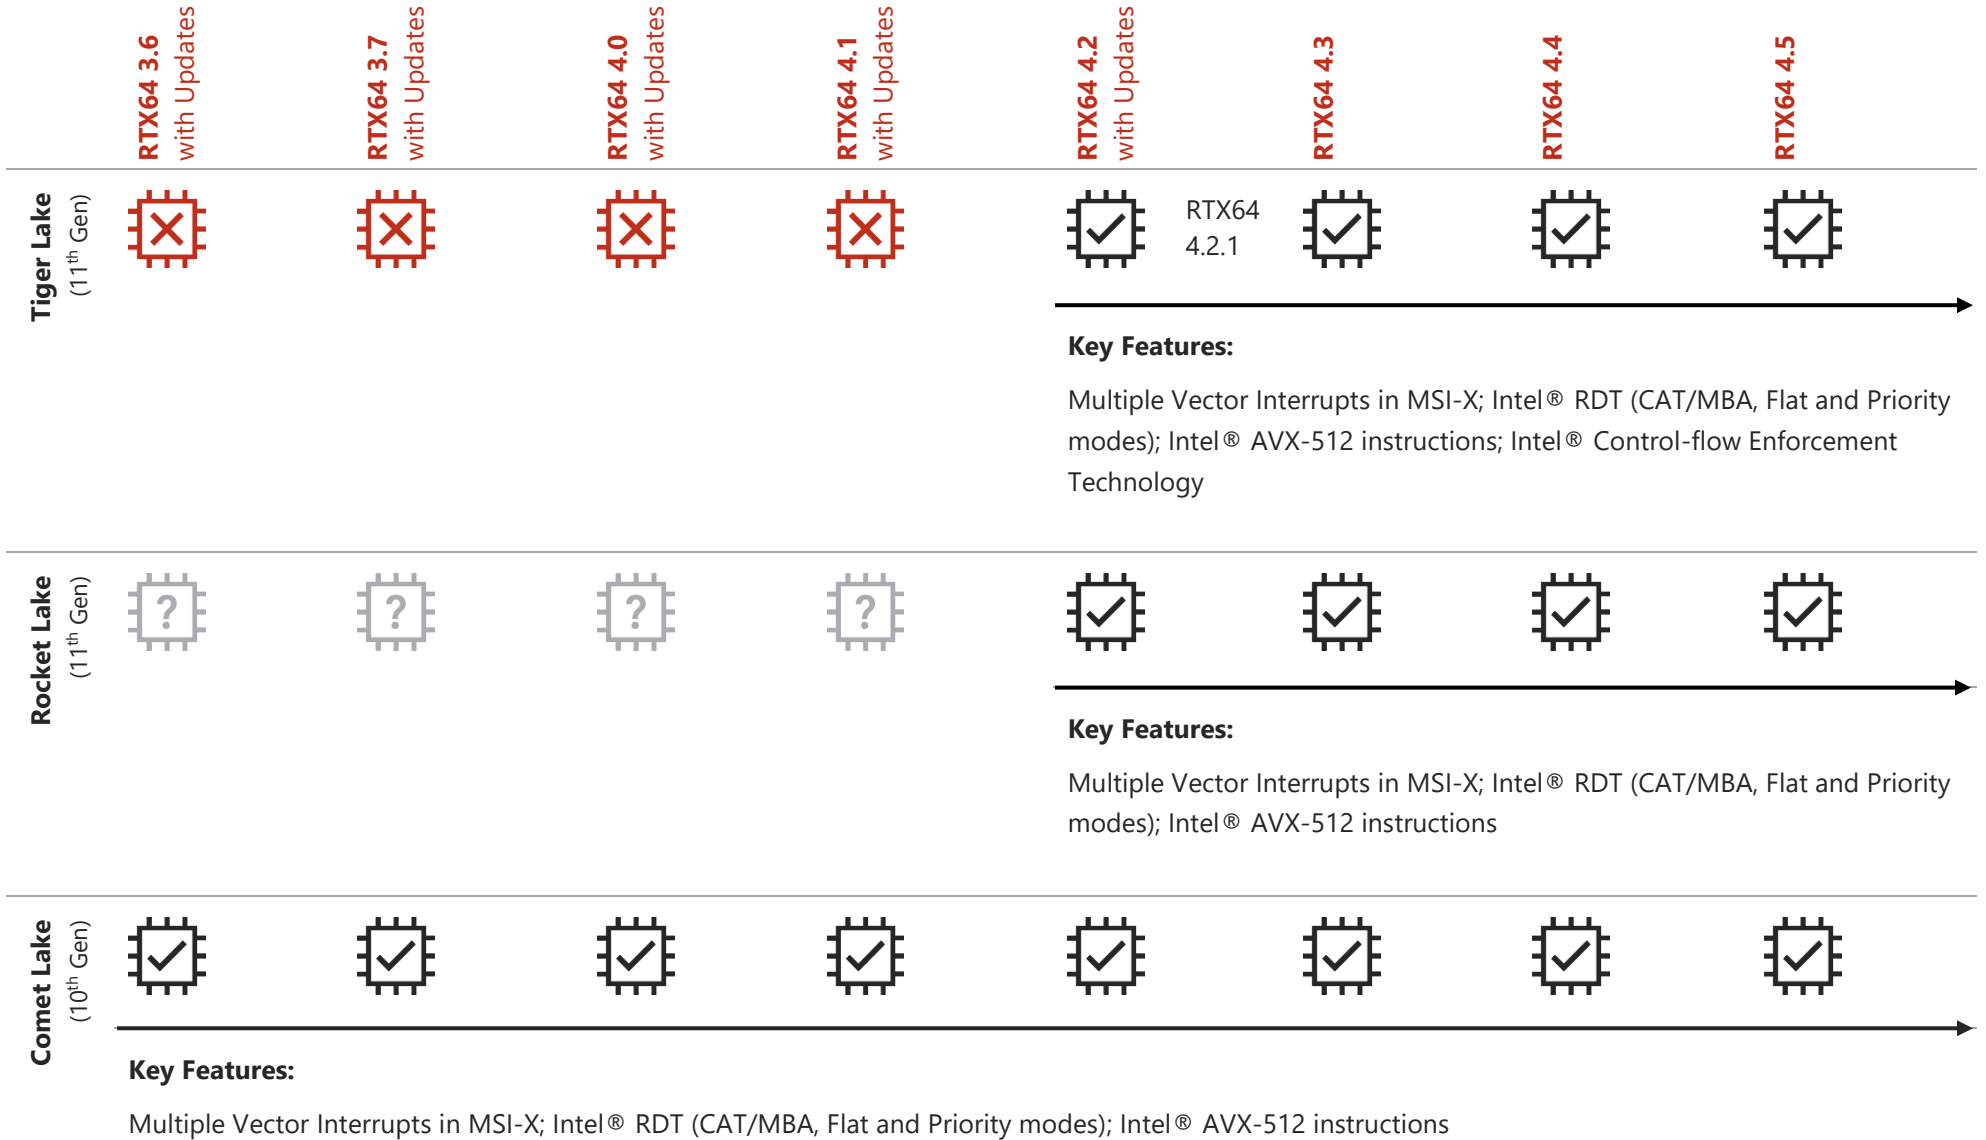 RTX64 3.6
with Updates
RTX64 3.7
with Updates
RTX64 4.0
with Updates
RTX64 4.1
with Updates
RTX64 4.2
with Updates
RTX64 4.3
RTX64 4.4
RTX64 4.5
Tiger Lake
(11th Gen)
RTX64
4.2.1
Key Features:
Multiple Vector Interrupts in MSI-X; Intel® RDT (CAT/MBA, Flat and Priority
modes); Intel® AVX-512 instructions; Intel® Control-flow Enforcement
Technology
Rocket Lake
(11th Gen)
?
?
?
?
Key Features:
Multiple Vector Interrupts in MSI-X; Intel® RDT (CAT/MBA, Flat and Priority
modes); Intel® AVX-512 instructions
Comet Lake
(10th Gen)
Key Features:
Multiple Vector Interrupts in MSI-X; Intel® RDT (CAT/MBA, Flat and Priority modes); Intel® AVX-512 instructions